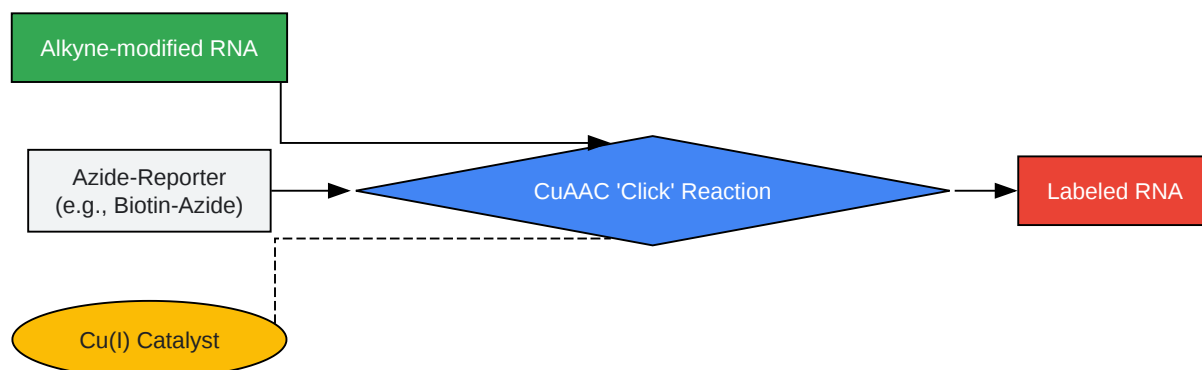 Alkyne-modified RNA
Azide-Reporter
(e.g., Biotin-Azide)
CuAAC 'Click' Reaction
Labeled RNA
Cu(I) Catalyst